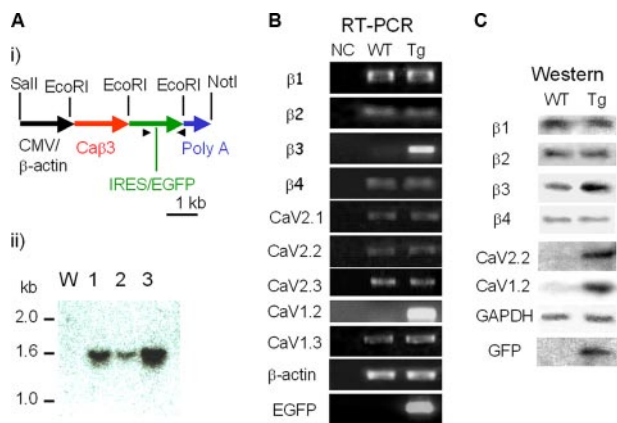 A
i)
SalI EcoRI EcoRI EcoRI NotI
CMV/
β-actin
Caβ3
Poly A
IRES/EGFP
1 kb
ii)
W 1 2 3
kb
2.0
1.6
1.0
B
RT-PCR
NC WT Tg
β1
β2
β3
β4
CaV2.1
CaV2.2
CaV2.3
CaV1.2
CaV1.3
β-actin
EGFP
C
Western
WT Tg
β1
β2
β3
β4
CaV2.2
CaV1.2
GAPDH
GFP